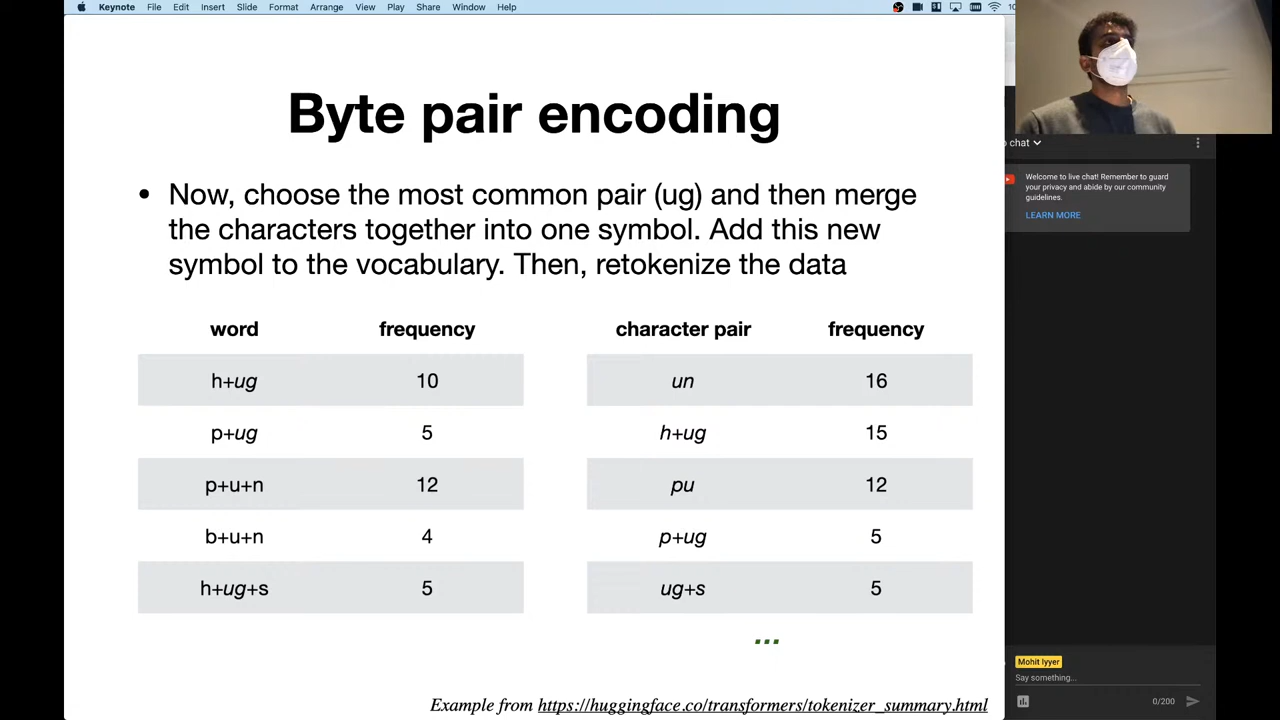 Keynote File Edit Insert Slide Format Arrange View Play Share Window Help
Byte pair encoding
• Now, choose the most common pair (ug) and then merge
the characters together into one symbol. Add this new
symbol to the vocabulary. Then, retokenize the data
word frequency character pair frequency
h+ug 10 un 16
p+ug 5 h+ug 15
p+u+n 12 pu 12
b+u+n 4 p+ug 5
h+ug+s 5 ug+s 5
...
Example from https://huggingface.co/transformers/tokenizer_summary.html
chat
Welcome to live chat! Remember to guard
your privacy and abide by our community
guidelines.
LEARN MORE
Mohit Iyyer
Say something...
0/200